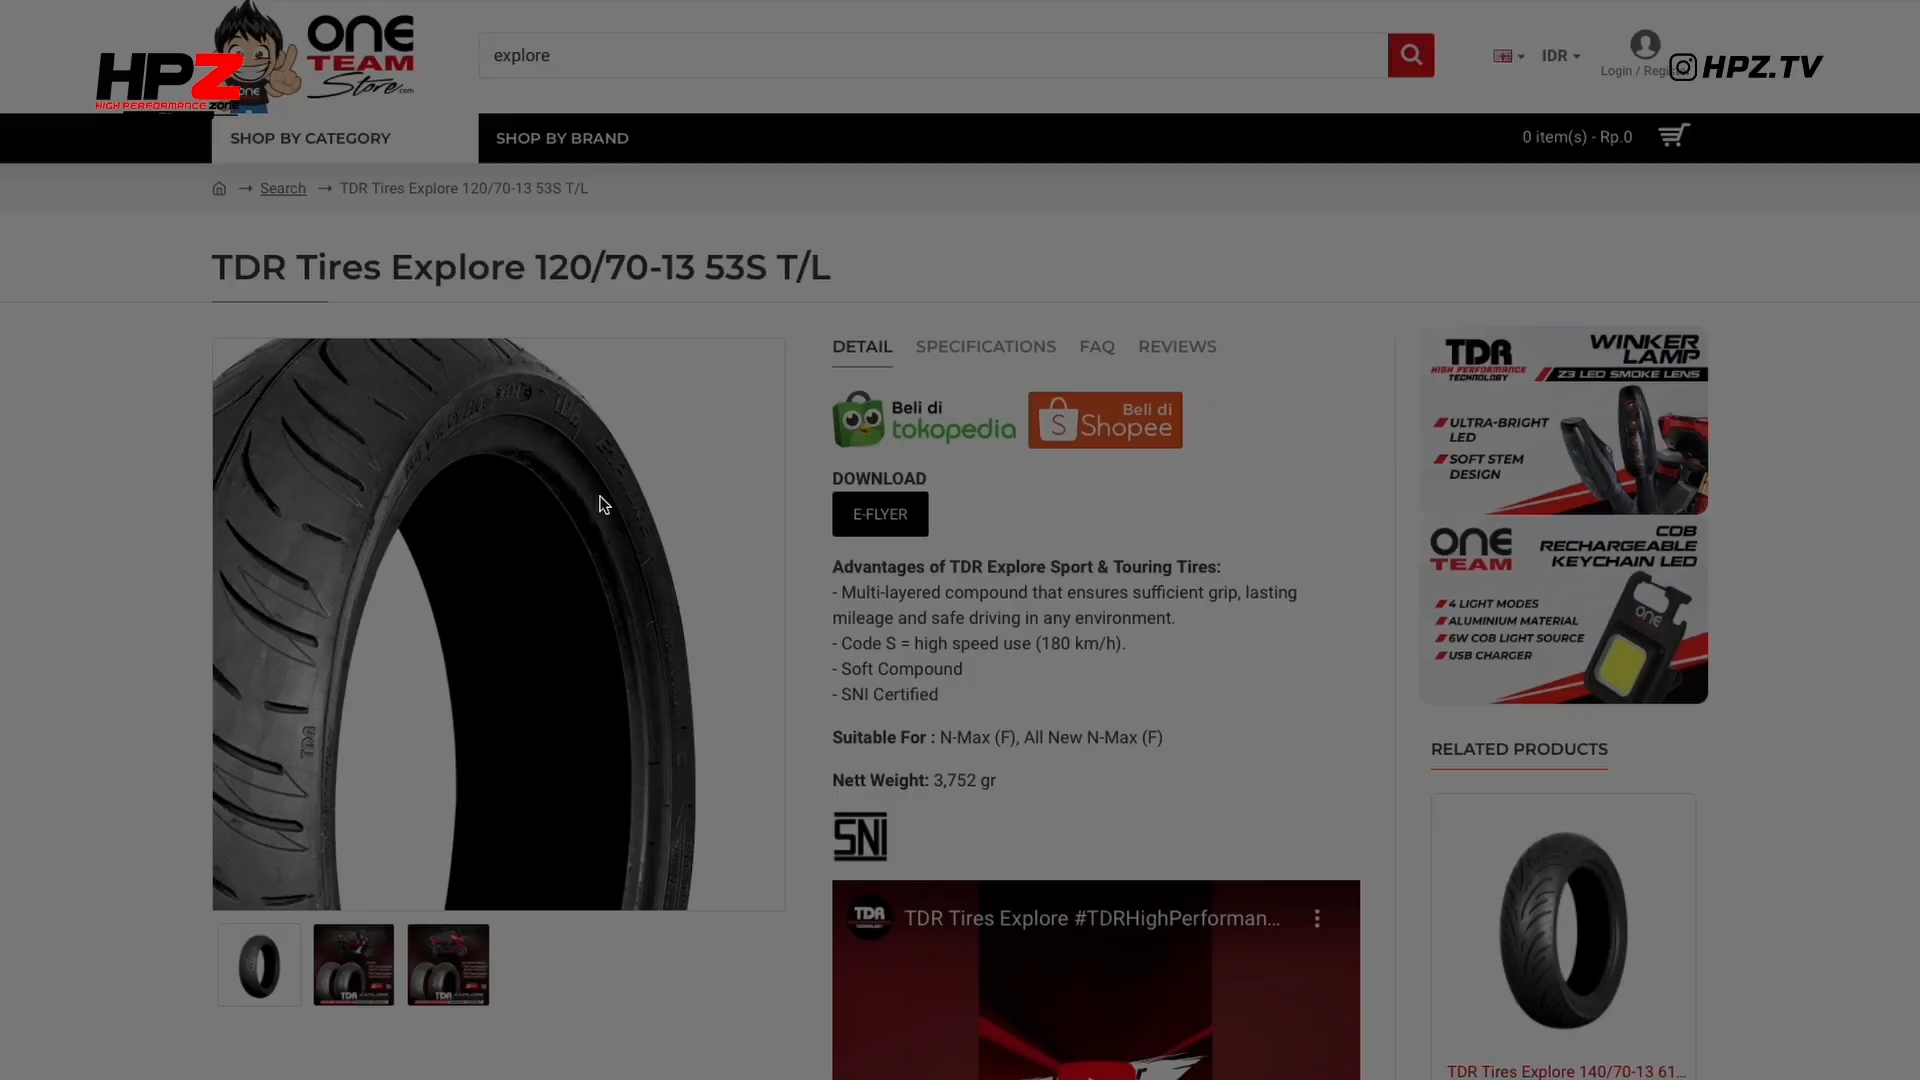 HPZ
HIGH PERFORMANCE ZONE
ONE
TEAM
Store.com
one
explore
IDR
Login / Regis
HPZ.TV
SHOP BY CATEGORY
SHOP BY BRAND
0 item(s) - Rp.0
Search
TDR Tires Explore 120/70-13 53S T/L
TDR Tires Explore 120/70-13 53S T/L
TDR
DETAIL
SPECIFICATIONS
FAQ
REVIEWS
Beli di
tokopedia
Beli di
S Shopee
DOWNLOAD
E-FLYER
Advantages of TDR Explore Sport & Touring Tires:
- Multi-layered compound that ensures sufficient grip, lasting
mileage and safe driving in any environment.
- Code S = high speed use (180 km/h).
- Soft Compound
- SNI Certified
Suitable For : N-Max (F), All New N-Max (F)
Nett Weight: 3,752 gr
SNI
TDR
TECHNOLOGY
TDR Tires Explore #TDRHighPerforman...
TDR
HIGH PERFORMANCE
TECHNOLOGY
WINKER
LAMP
Z3 LED SMOKE LENS
ULTRA-BRIGHT
LED
SOFT STEM
DESIGN
ONE
TEAM
COB
RECHARGEABLE
KEYCHAIN LED
4 LIGHT MODES
ALUMINIUM MATERIAL
6W COB LIGHT SOURCE
USB CHARGER
one
RELATED PRODUCTS
TDR Tires Explore 140/70-13 61...